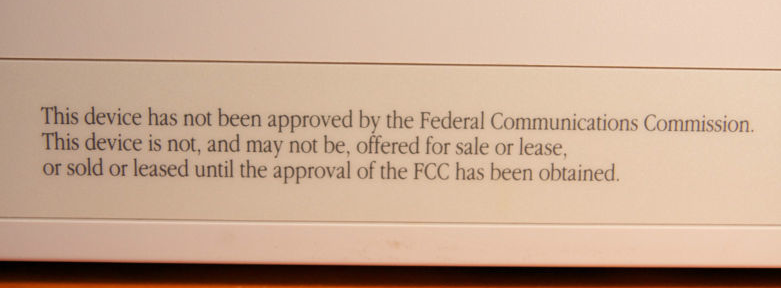 This device has not been approved by the Federal Communications Commission.
This device is not, and may not be, offered for sale or lease,
or sold or leased until the approval of the FCC has been obtained.